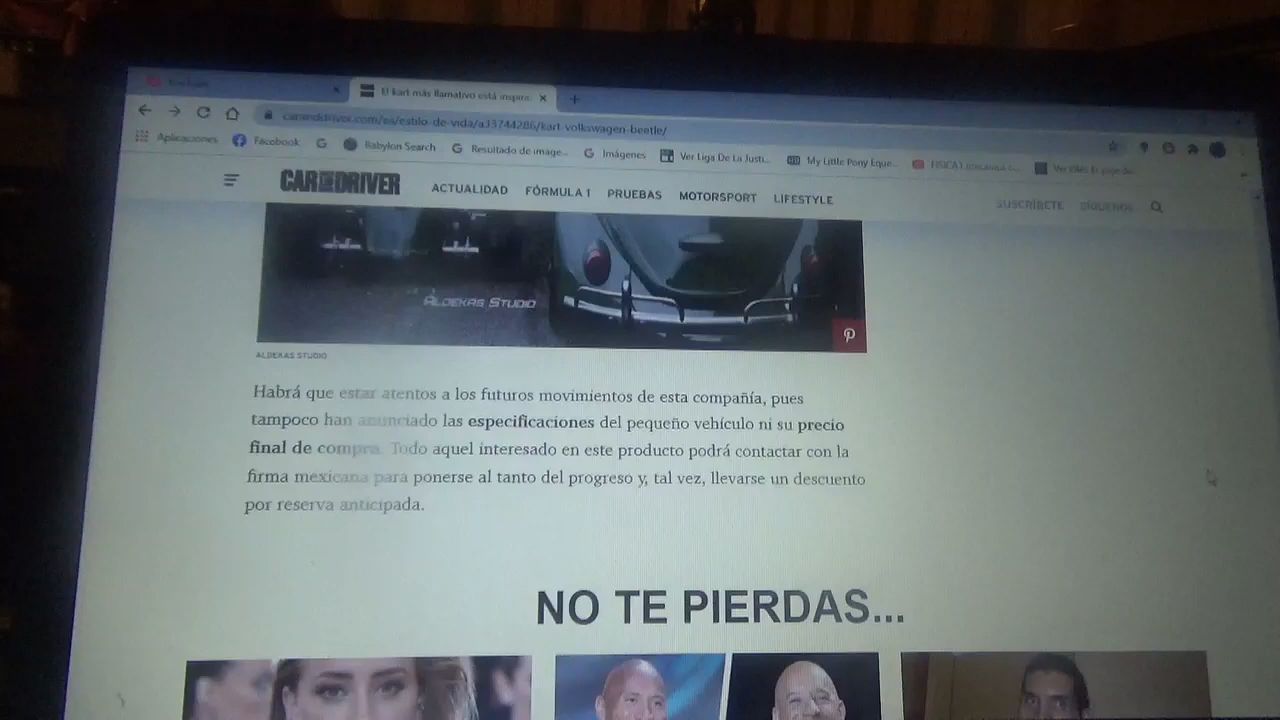 El kart más llamativo está inspira
caranddriver.com/es/estilo-de-vida/a33744286/kart-volkswagen-beetle/
Aplicaciones Facebook Babylon Search Resultado de image... Imágenes Ver Liga De La Justi... My Little Pony Eque...
CAR AND DRIVER ACTUALIDAD FÓRMULA 1 PRUEBAS MOTORSPORT LIFESTYLE SUSCRÍBETE SÍGUENOS
ALDEKAS STUDIO
ALDEKAS STUDIO
Habrá que estar atentos a los futuros movimientos de esta compañía, pues
tampoco han anunciado las especificaciones del pequeño vehículo ni su precio
final de compra. Todo aquel interesado en este producto podrá contactar con la
firma mexicana para ponerse al tanto del progreso y, tal vez, llevarse un descuento
por reserva anticipada.
NO TE PIERDAS...